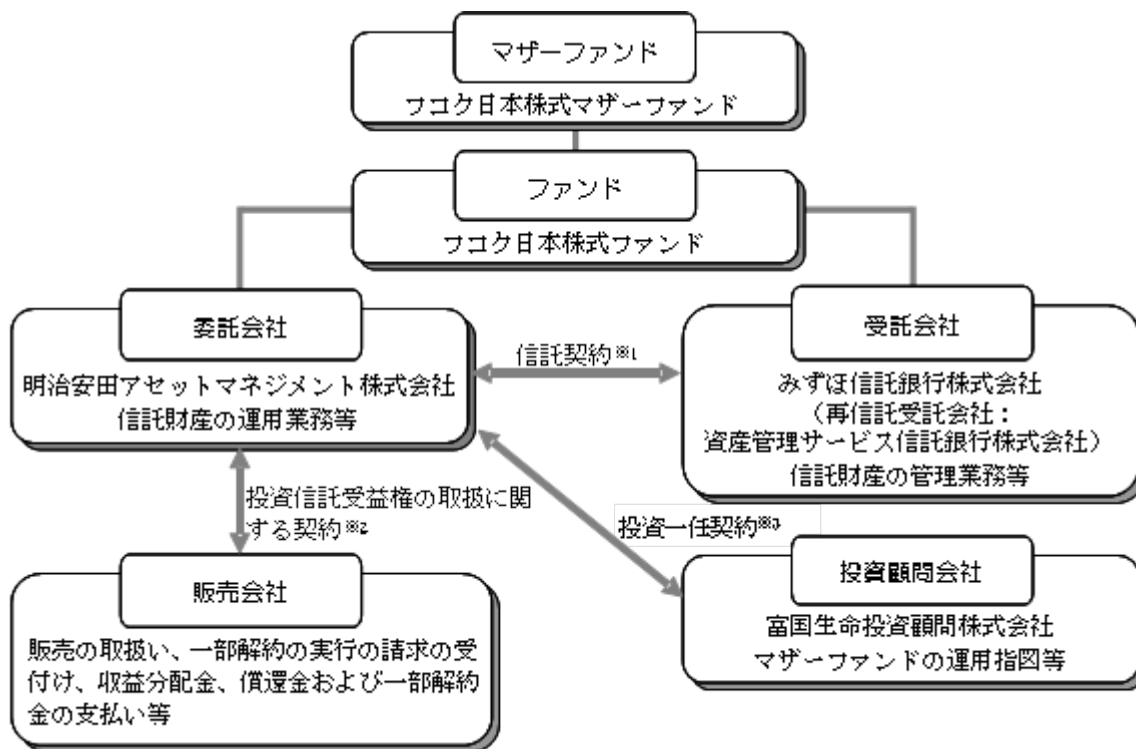 マザーファンド
フコク日本株式マザーファンド
ファンド
フコク日本株式ファンド
委託会社
明治安田アセットマネジメント株式会社
信託財産の運用業務等
信託契約※1
受託会社
みずほ信託銀行株式会社
（再信託受託会社：
資産管理サービス信託銀行株式会社）
信託財産の管理業務等
投資信託受益権の取扱に関
する契約※2
投資一任契約※3
販売会社
販売の取扱い、一部解約の実行の請求の受
付け、収益分配金、償還金および一部解約
金の支払い等
投資顧問会社
富国生命投資顧問株式会社
マザーファンドの運用指図等